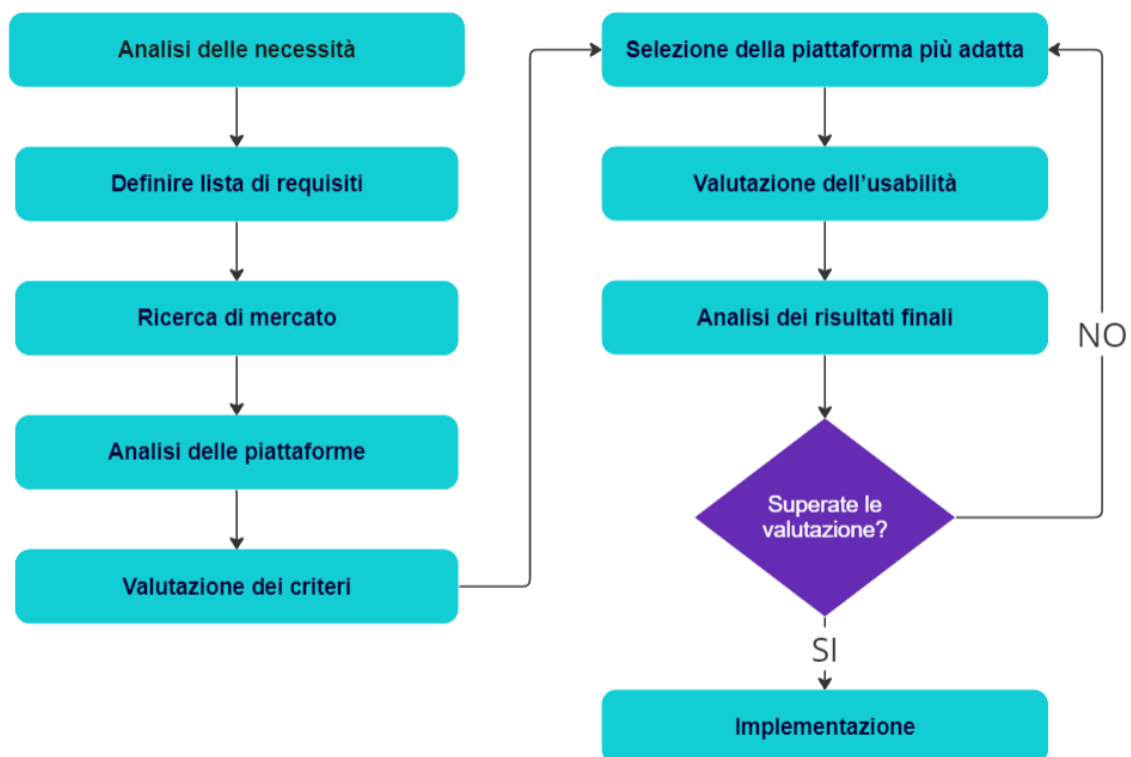 Analisi delle necessità
Definire lista di requisiti
Ricerca di mercato
Analisi delle piattaforme
Valutazione dei criteri
Selezione della piattaforma più adatta
Valutazione dell’usabilità
Analisi dei risultati finali
NO
Superate le
valutazione?
SI
Implementazione